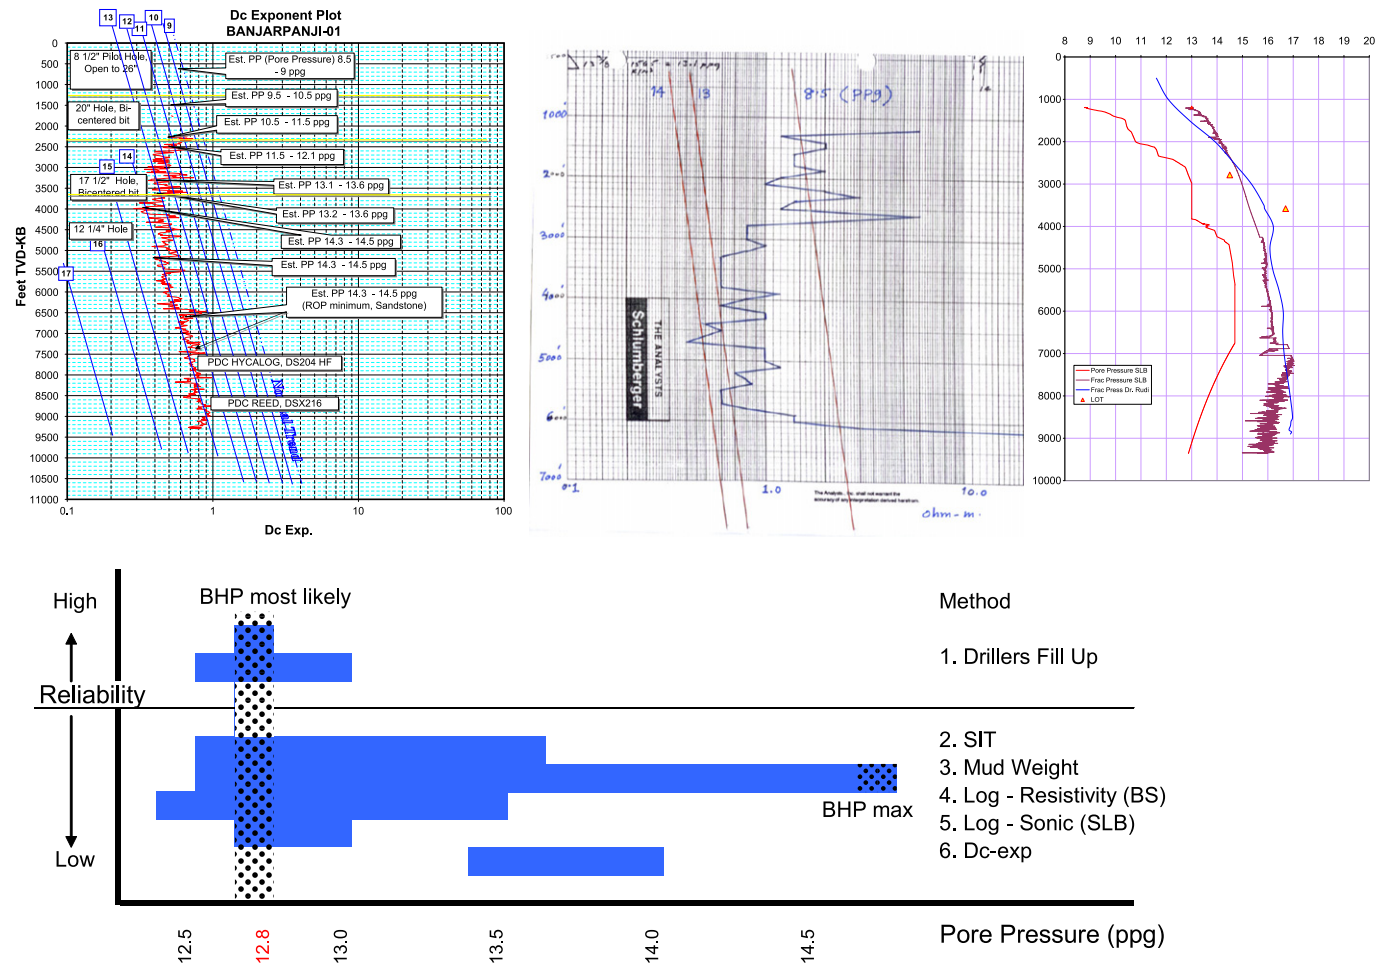 Dc Exponent Plot
BANJARPANJI-01
13
12
11
10
9
8 1/2" Pilot Hole,
Open to 26"
Est. PP (Pore Pressure) 8.5
- 9 ppg
Est. PP 9.5 - 10.5 ppg
20" Hole, Bi-
centered bit
Est. PP 10.5 - 11.5 ppg
Est. PP 11.5 - 12.1 ppg
14
15
17 1/2" Hole,
Bicentered bit
Est. PP 13.1 - 13.6 ppg
Est. PP 13.2 - 13.6 ppg
12 1/4" Hole
16
Est. PP 14.3 - 14.5 ppg
Est. PP 14.3 - 14.5 ppg
17
Est. PP 14.3 - 14.5 ppg
(ROP minimum, Sandstone)
PDC HYCALOG, DS204 HF
PDC REED, DSX216
Normal Trend
Feet TVD-KB
0
500
1000
1500
2000
2500
3000
3500
4000
4500
5000
5500
6000
6500
7000
7500
8000
8500
9000
9500
10000
10500
11000
0.1
1
10
100
Dc Exp.
13 3/8
14
13
8.5 (PPg)
1000'
2000'
3000'
4000'
5000'
6000'
7000'
THE ANALYSTS
Schlumberger
0.1
1.0
10.0
ohm-m.
8 9 10 11 12 13 14 15 16 17 18 19 20
0
1000
2000
3000
4000
5000
6000
7000
8000
9000
10000
Pore Pressure SLB
Frac Pressure SLB
Frac Press Dr. Rudi
LOT
High
Reliability
Low
BHP most likely
BHP max
Method
1. Drillers Fill Up
2. SIT
3. Mud Weight
4. Log - Resistivity (BS)
5. Log - Sonic (SLB)
6. Dc-exp
12.5
12.8
13.0
13.5
14.0
14.5
Pore Pressure (ppg)